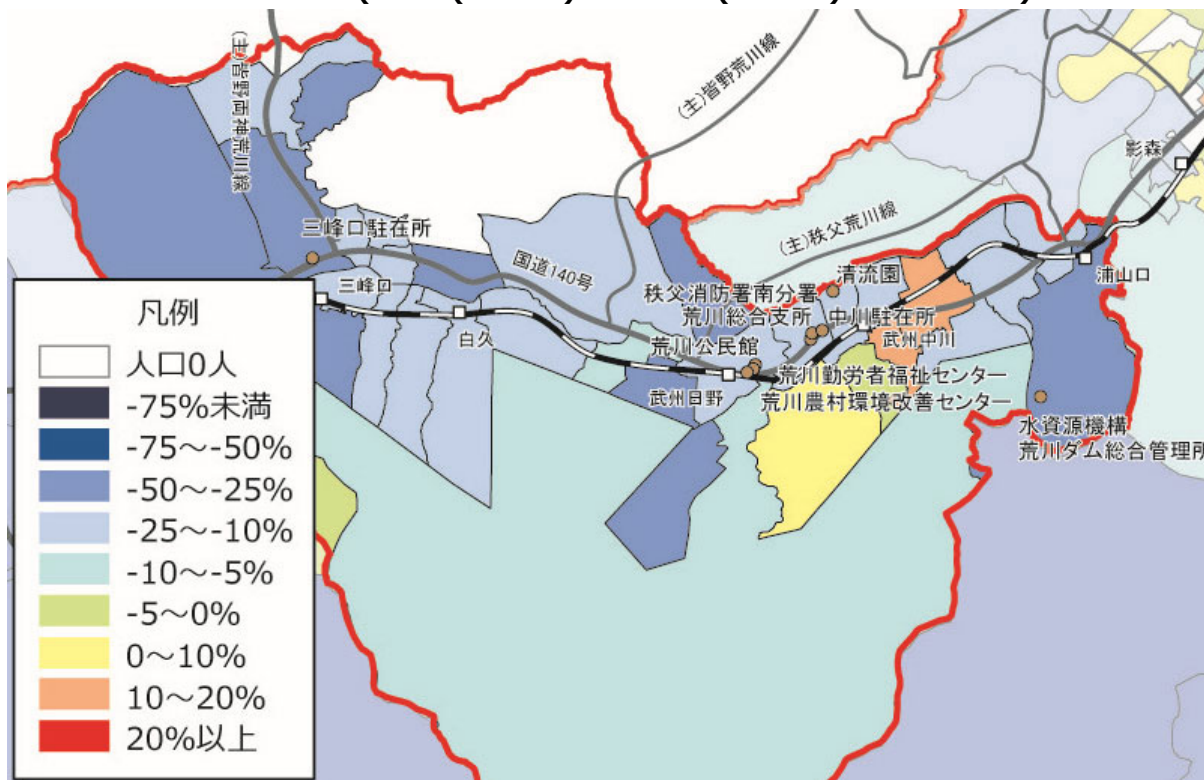 (主)皆野両神荒川線
(主)皆野荒川線
影森
三峰口駐在所
(主)秩父荒川線
国道140号
清流園
浦山口
三峰口
秩父消防署南分署
荒川総合支所
中川駐在所
白久
武州中川
荒川公民館
荒川勤労者福祉センター
武州日野
荒川農村環境改善センター
水資源機構
荒川ダム総合管理所
凡例
人口0人
-75%未満
-75～-50%
-50～-25%
-25～-10%
-10～-5%
-5～0%
0～10%
10～20%
20%以上